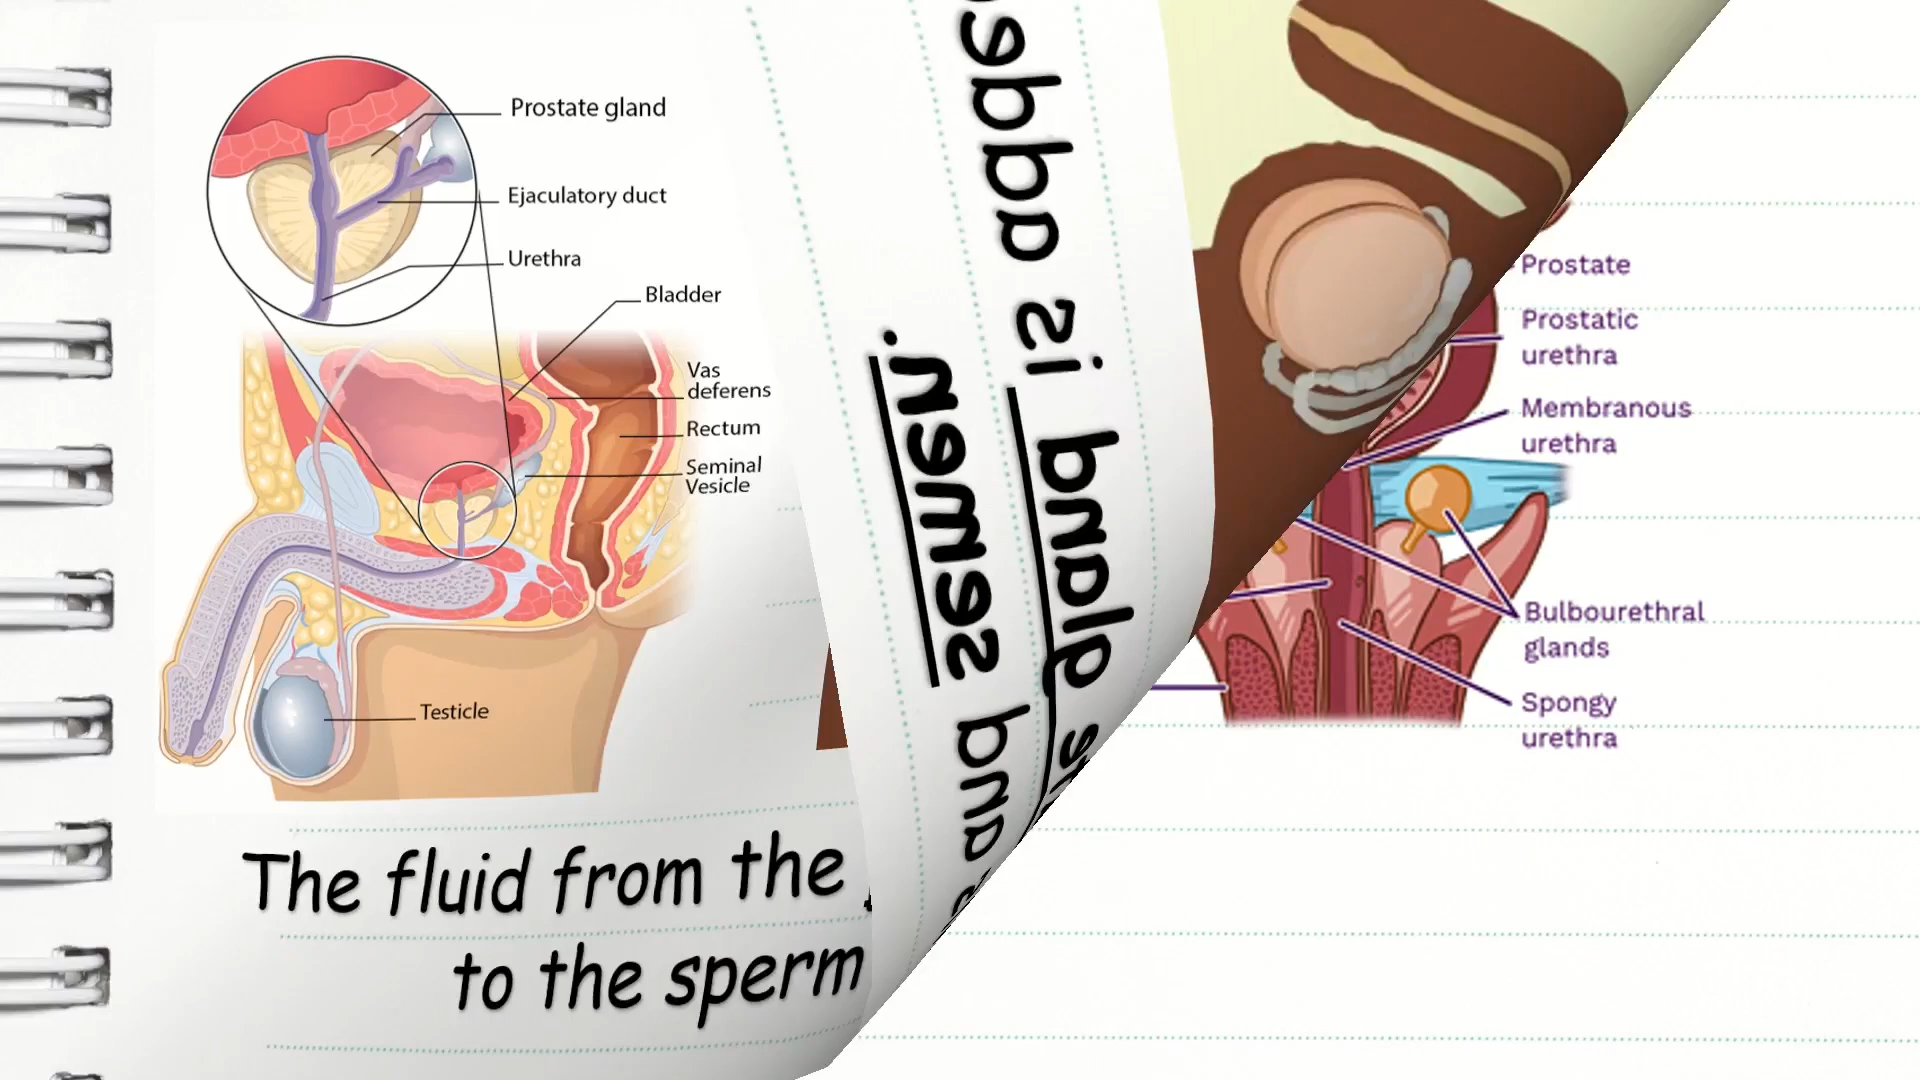 Prostate gland
Ejaculatory duct
Urethra
Bladder
Vas
deferens
Rectum
Seminal
Vesicle
Testicle
The fluid from the
to the sperm
gland is
and semen.
Prostate
Prostatic
urethra
Membranous
urethra
Bulbourethral
glands
Spongy
urethra